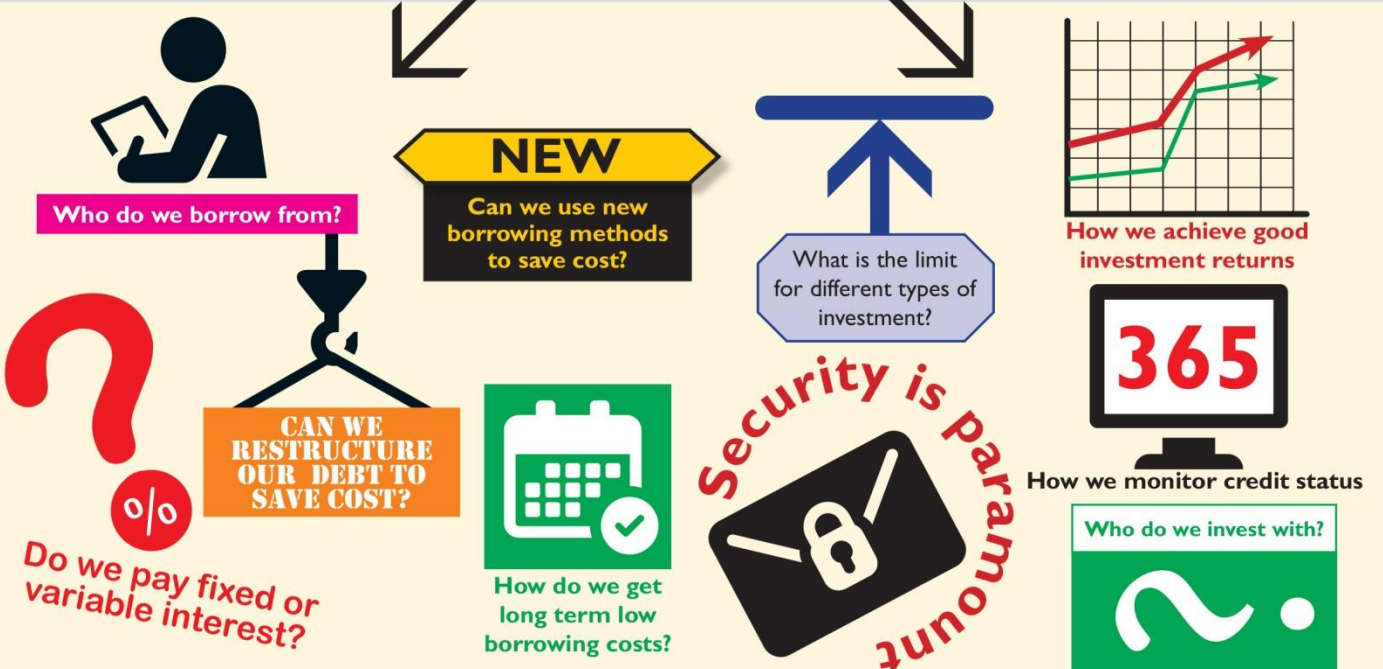 Who do we borrow from?
NEW
Can we use new
borrowing methods
to save cost?
What is the limit
for different types of
investment?
How we achieve good
investment returns
CAN WE
RESTRUCTURE
OUR DEBT TO
SAVE COST?
?
%
Do we pay fixed or
variable interest?
How do we get
long term low
borrowing costs?
Security is paramount
365
How we monitor credit status
Who do we invest with?
?